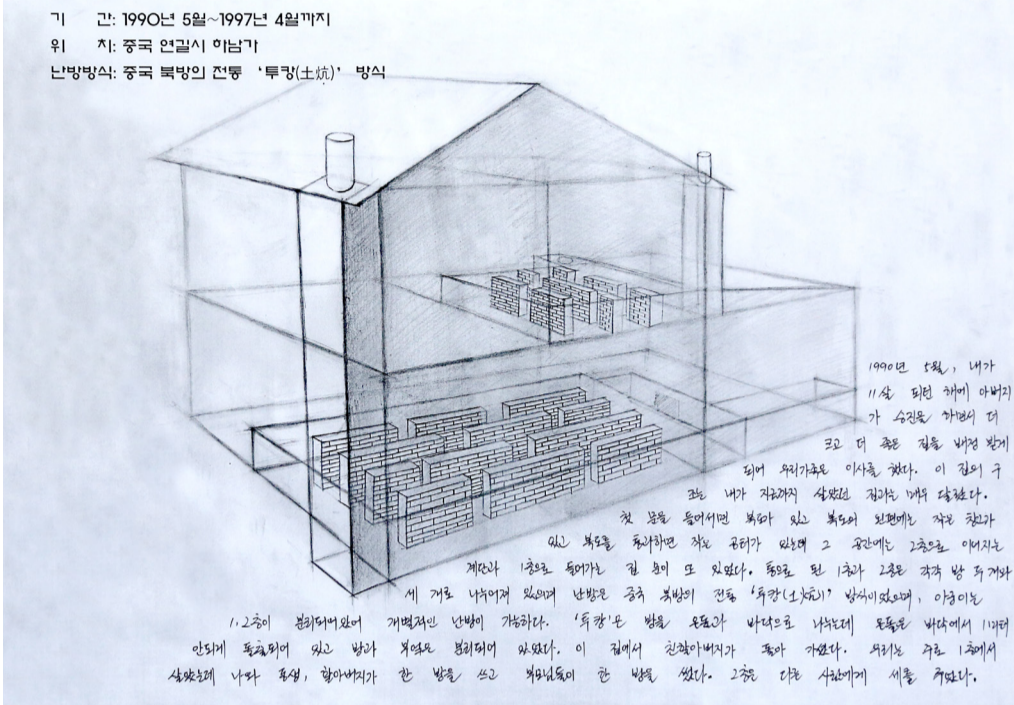 기 간: 1990년 5월~1997년 4월까지
위 치: 중국 연길시 하남가
난방방식: 중국 북방의 전통 '투캉(土炕)' 방식
1990년 5월, 내가
11살 되던 해에 아버지
가 승진을 하면서 더
크고 더 좋은 집을 배정 받게
되어 우리가족은 이사를 했다. 이 집의 구
조는 내가 지금까지 살았던 집과는 매우 달랐다.
첫 문을 들어서면 복도가 있고 복도의 왼편에는 작은 창고가
있고 복도를 통과하면 작은 공터가 있는데 그 공간에는 2층으로 이어지는
계단과 1층으로 들어가는 집 문이 또 있었다. 통으로 된 1층과 2층은 각각 방 두개와
세 개로 나누어져 있으며 난방은 중국 북방의 전통 '투캉(土炕)' 방식이었으며, 아궁이는
1.2층이 분리되어있어 개별적인 난방이 가능하다. '투캉'은 방을 온돌과 바닥으로 나누는데 온돌은 바닥에서 1미터
안되게 돌출되어 있고 방과 부엌은 분리되어 있었다. 이 집에서 친할아버지가 돌아 가셨다. 우리는 주로 1층에서
살았는데 나와 동생, 할아버지가 한 방을 쓰고 부모님들이 한 방을 썼다. 2층은 다른 사람에게 세를 주었다.